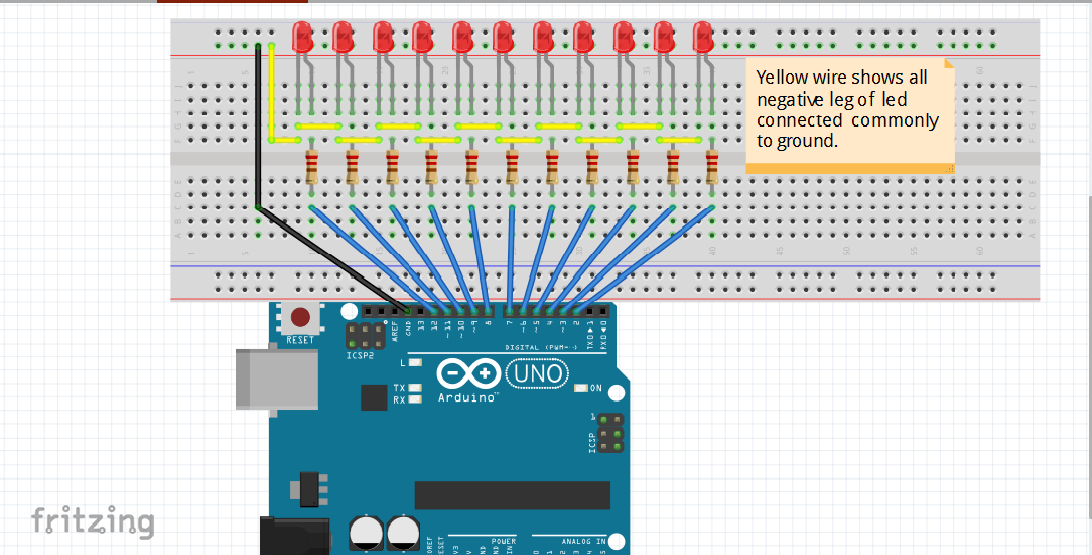 Yellow wire shows all
negative leg of led
connected commonly
to ground.
RESET
ICSP2
AREF
GND
13
12
~11
~10
~9
8
7
~6
~5
4
~3
2
TX0▶1
RX0◀0
DIGITAL (PWM= ~)
L
TX
RX
Arduino™
UNO
ON
1
ICSP
POWER
ANALOG IN
fritzing